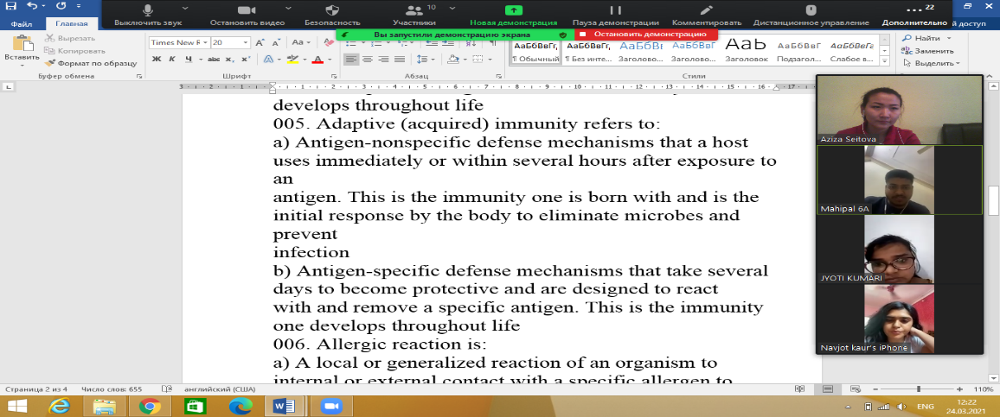 Файл
Главная
Выключить звук
Остановить видео
Безопасность
10
Участники
Новая демонстрация
Пауза демонстрации
Комментировать
Дистанционное управление
22
Дополнительно
й доступ
Вы запустили демонстрацию экрана
Остановить демонстрацию
Вставить
Вырезать
Копировать
Формат по образцу
Буфер обмена
Times New F
20
Ж К Ч abc x₂ x²
Шрифт
Абзац
АаБбВвГг,
¶ Обычный
АаБбВвГг,
¶ Без инте...
АаБбВг
Заголово...
АаБбВвГ
Заголово...
АаЬ
Заголовок
АаБбВвГ
Подзагол...
АаБбВвГг
Слабое в...
Стили
Найти
Заменить
Выделить
develops throughout life
005. Adaptive (acquired) immunity refers to:
a) Antigen-nonspecific defense mechanisms that a host
uses immediately or within several hours after exposure to
an
antigen. This is the immunity one is born with and is the
initial response by the body to eliminate microbes and
prevent
infection
b) Antigen-specific defense mechanisms that take several
days to become protective and are designed to react
with and remove a specific antigen. This is the immunity
one develops throughout life
006. Allergic reaction is:
a) A local or generalized reaction of an organism to
internal or external contact with a specific allergen to
Aziza Seitova
Mahipal 6A
JYOTI KUMARI
Navjot kaur's iPhone
Страница 2 из 4
Число слов: 655
английский (США)
110%
ENG
12:22
24.03.2021